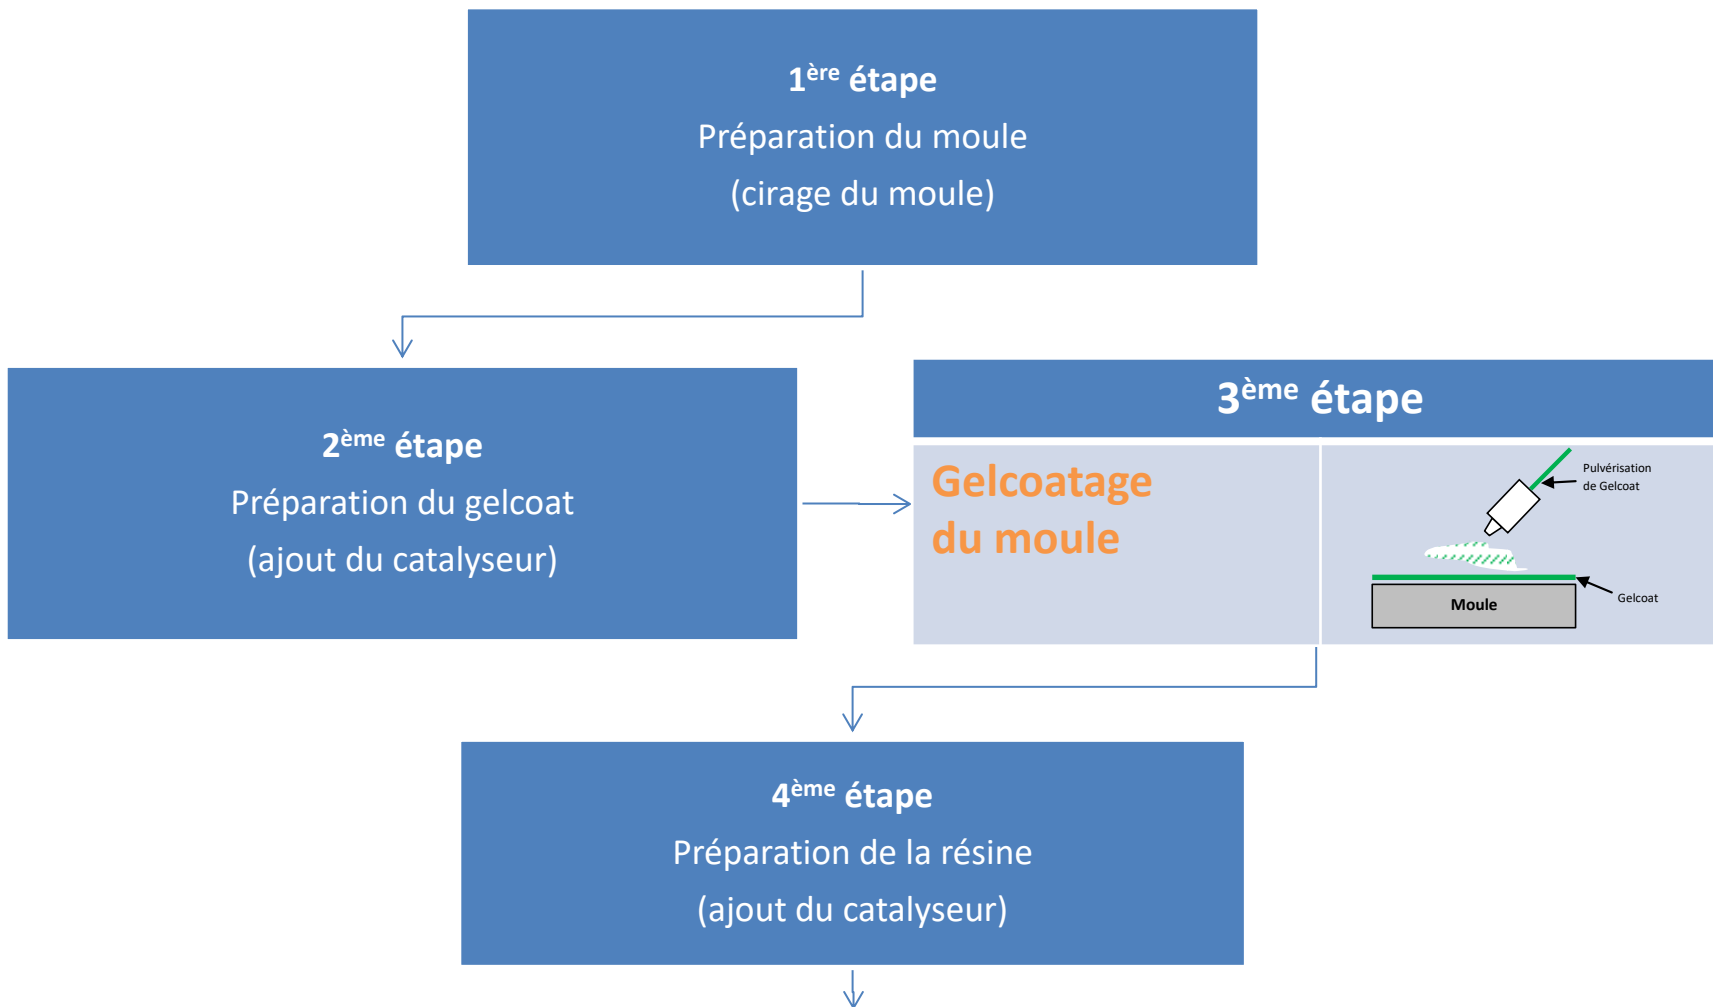 1ère étape
Préparation du moule
(cirage du moule)
2ème étape
Préparation du gelcoat
(ajout du catalyseur)
3ème étape
Gelcoatage
du moule
Pulvérisation
de Gelcoat
Moule
Gelcoat
4ème étape
Préparation de la résine
(ajout du catalyseur)